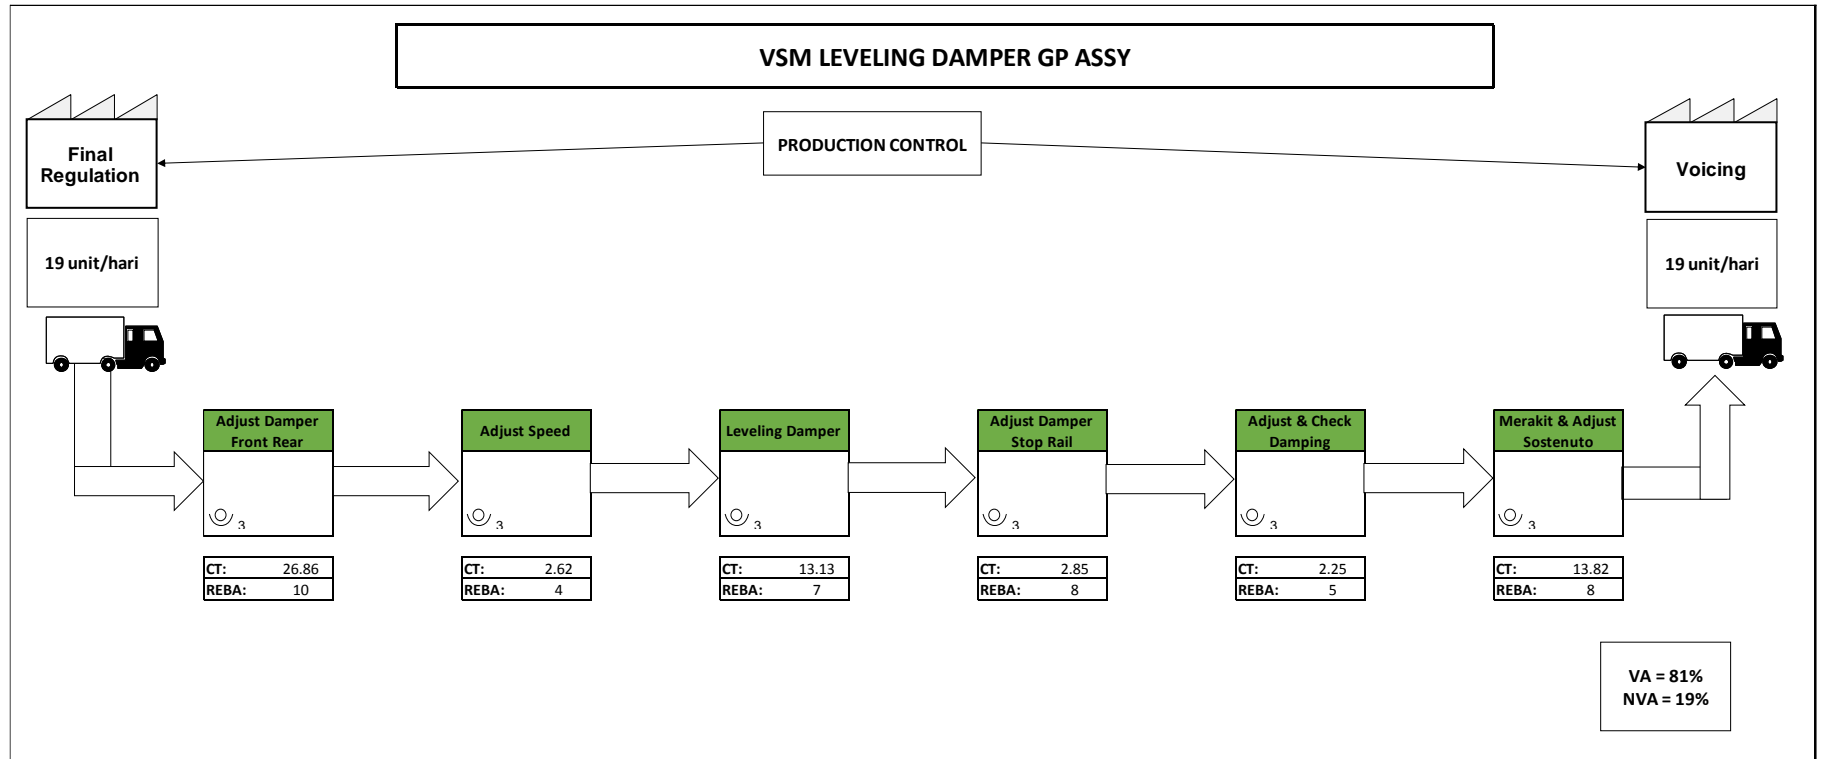 VSM LEVELING DAMPER GP ASSY
PRODUCTION CONTROL
Final
Regulation
Voicing
19 unit/hari
19 unit/hari
Adjust Damper
Front Rear
3
CT: 26.86
REBA: 10
Adjust Speed
3
CT: 2.62
REBA: 4
Leveling Damper
3
CT: 13.13
REBA: 7
Adjust Damper
Stop Rail
3
CT: 2.85
REBA: 8
Adjust & Check
Damping
3
CT: 2.25
REBA: 5
Merakit & Adjust
Sostenuto
3
CT: 13.82
REBA: 8
VA = 81%
NVA = 19%